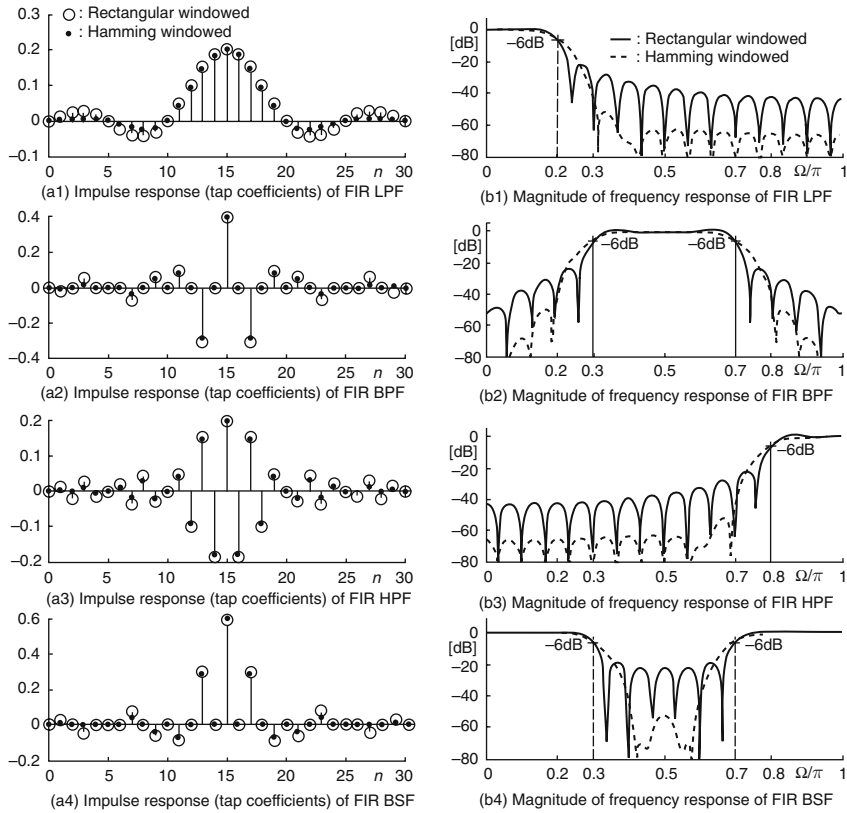 ○ : Rectangular windowed
• : Hamming windowed
0.3
0.2
0.1
0
−0.1
0 5 10 15 20 25 n 30
(a1) Impulse response (tap coefficients) of FIR LPF
0
[dB]
−20
−40
−60
−80
−6dB
— : Rectangular windowed
--- : Hamming windowed
0 0.2 0.3 0.5 0.7 0.8 Ω/π 1
(b1) Magnitude of frequency response of FIR LPF
0.4
0.2
0
−0.2
−0.4
0 5 10 15 20 25 n 30
(a2) Impulse response (tap coefficients) of FIR BPF
0
[dB]
−20
−40
−60
−80
−6dB −6dB
0 0.2 0.3 0.5 0.7 0.8 Ω/π 1
(b2) Magnitude of frequency response of FIR BPF
0.2
0.1
0
−0.1
−0.2
0 5 10 15 20 25 n 30
(a3) Impulse response (tap coefficients) of FIR HPF
0
[dB]
−20
−40
−60
−80
−6dB
0 0.2 0.3 0.5 0.7 0.8 Ω/π 1
(b3) Magnitude of frequency response of FIR HPF
0.6
0.4
0.2
0
−0.2
0 5 10 15 20 25 n 30
(a4) Impulse response (tap coefficients) of FIR BSF
0
[dB]
−20
−40
−60
−80
−6dB −6dB
0 0.2 0.3 0.5 0.7 0.8 Ω/π 1
(b4) Magnitude of frequency response of FIR BSF